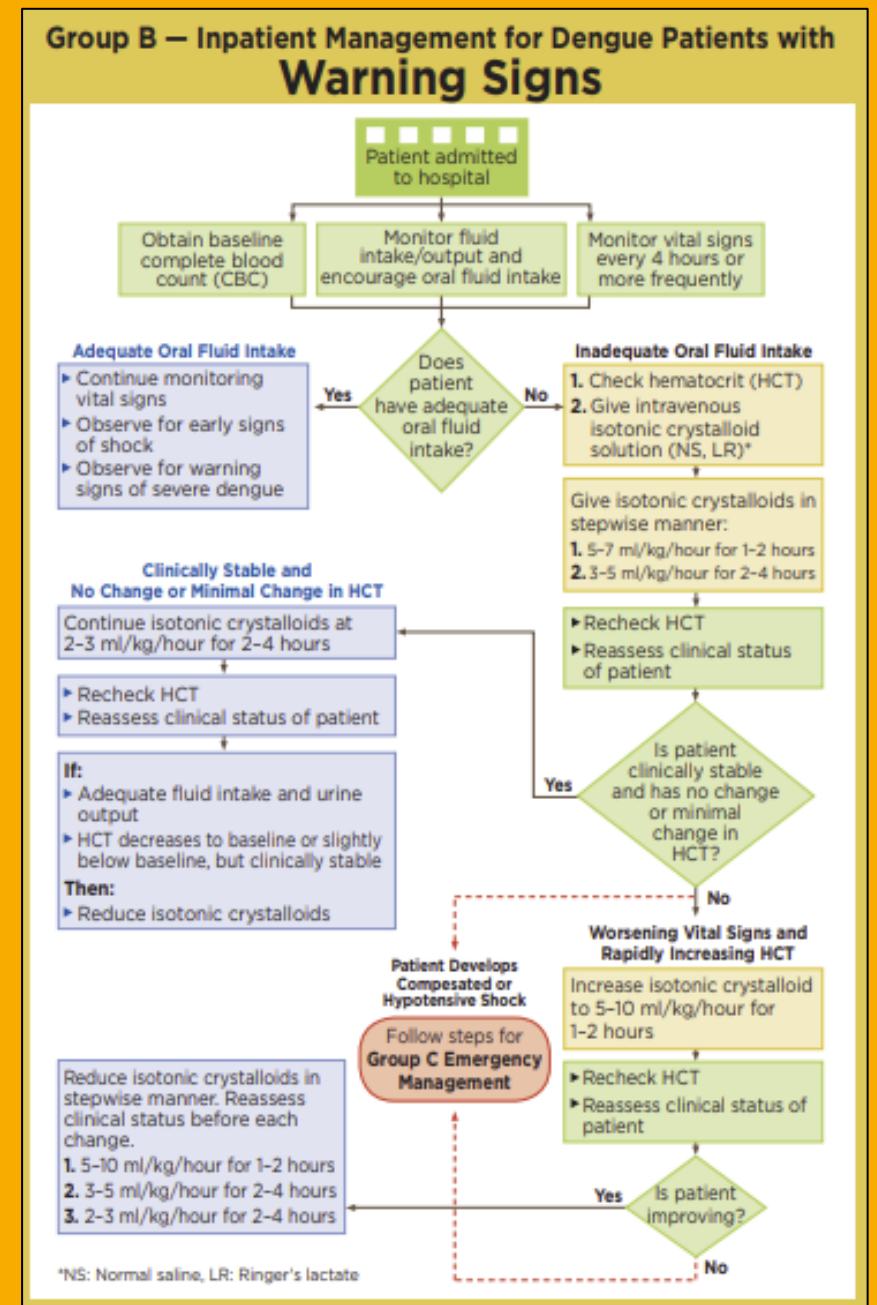 Group B — Inpatient Management for Dengue Patients with
Warning Signs
Patient admitted
to hospital
Obtain baseline
complete blood
count (CBC)
Monitor fluid
intake/output and
encourage oral fluid intake
Monitor vital signs
every 4 hours or
more frequently
Does
patient
have adequate
oral fluid
intake?
Yes
No
Adequate Oral Fluid Intake
▸ Continue monitoring
vital signs
▸ Observe for early signs
of shock
▸ Observe for warning
signs of severe dengue
Inadequate Oral Fluid Intake
1. Check hematocrit (HCT)
2. Give intravenous
isotonic crystalloid
solution (NS, LR)*
Give isotonic crystalloids in
stepwise manner:
1. 5–7 ml/kg/hour for 1–2 hours
2. 3–5 ml/kg/hour for 2–4 hours
▸ Recheck HCT
▸ Reassess clinical status
of patient
Is patient
clinically stable
and has no change
or minimal
change in
HCT?
Yes
No
Clinically Stable and
No Change or Minimal Change in HCT
Continue isotonic crystalloids at
2–3 ml/kg/hour for 2–4 hours
▸ Recheck HCT
▸ Reassess clinical status of patient
If:
▸ Adequate fluid intake and urine
output
▸ HCT decreases to baseline or slightly
below baseline, but clinically stable
Then:
▸ Reduce isotonic crystalloids
Worsening Vital Signs and
Rapidly Increasing HCT
Increase isotonic crystalloid
to 5–10 ml/kg/hour for
1–2 hours
▸ Recheck HCT
▸ Reassess clinical status of
patient
Is patient
improving?
Yes
No
Patient Develops
Compesated or
Hypotensive Shock
Follow steps for
Group C Emergency
Management
Reduce isotonic crystalloids in
stepwise manner. Reassess
clinical status before each
change.
1. 5–10 ml/kg/hour for 1–2 hours
2. 3–5 ml/kg/hour for 2–4 hours
3. 2–3 ml/kg/hour for 2–4 hours
*NS: Normal saline, LR: Ringer's lactate